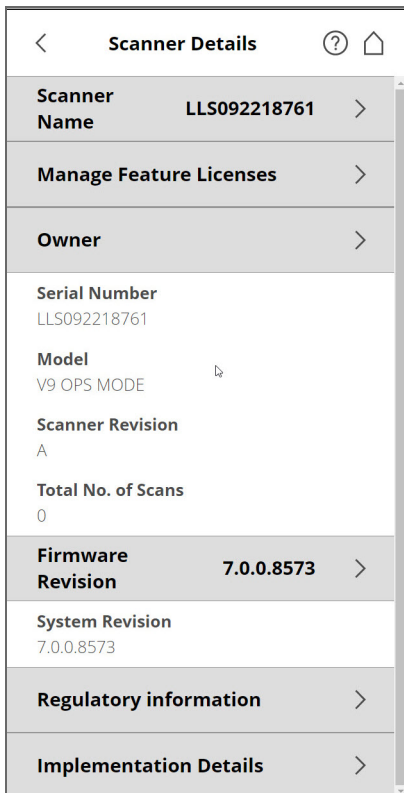 Scanner Details
Scanner
Name
LLS092218761
Manage Feature Licenses
Owner
Serial Number
LLS092218761
Model
V9 OPS MODE
Scanner Revision
A
Total No. of Scans
0
Firmware
Revision
7.0.0.8573
System Revision
7.0.0.8573
Regulatory information
Implementation Details